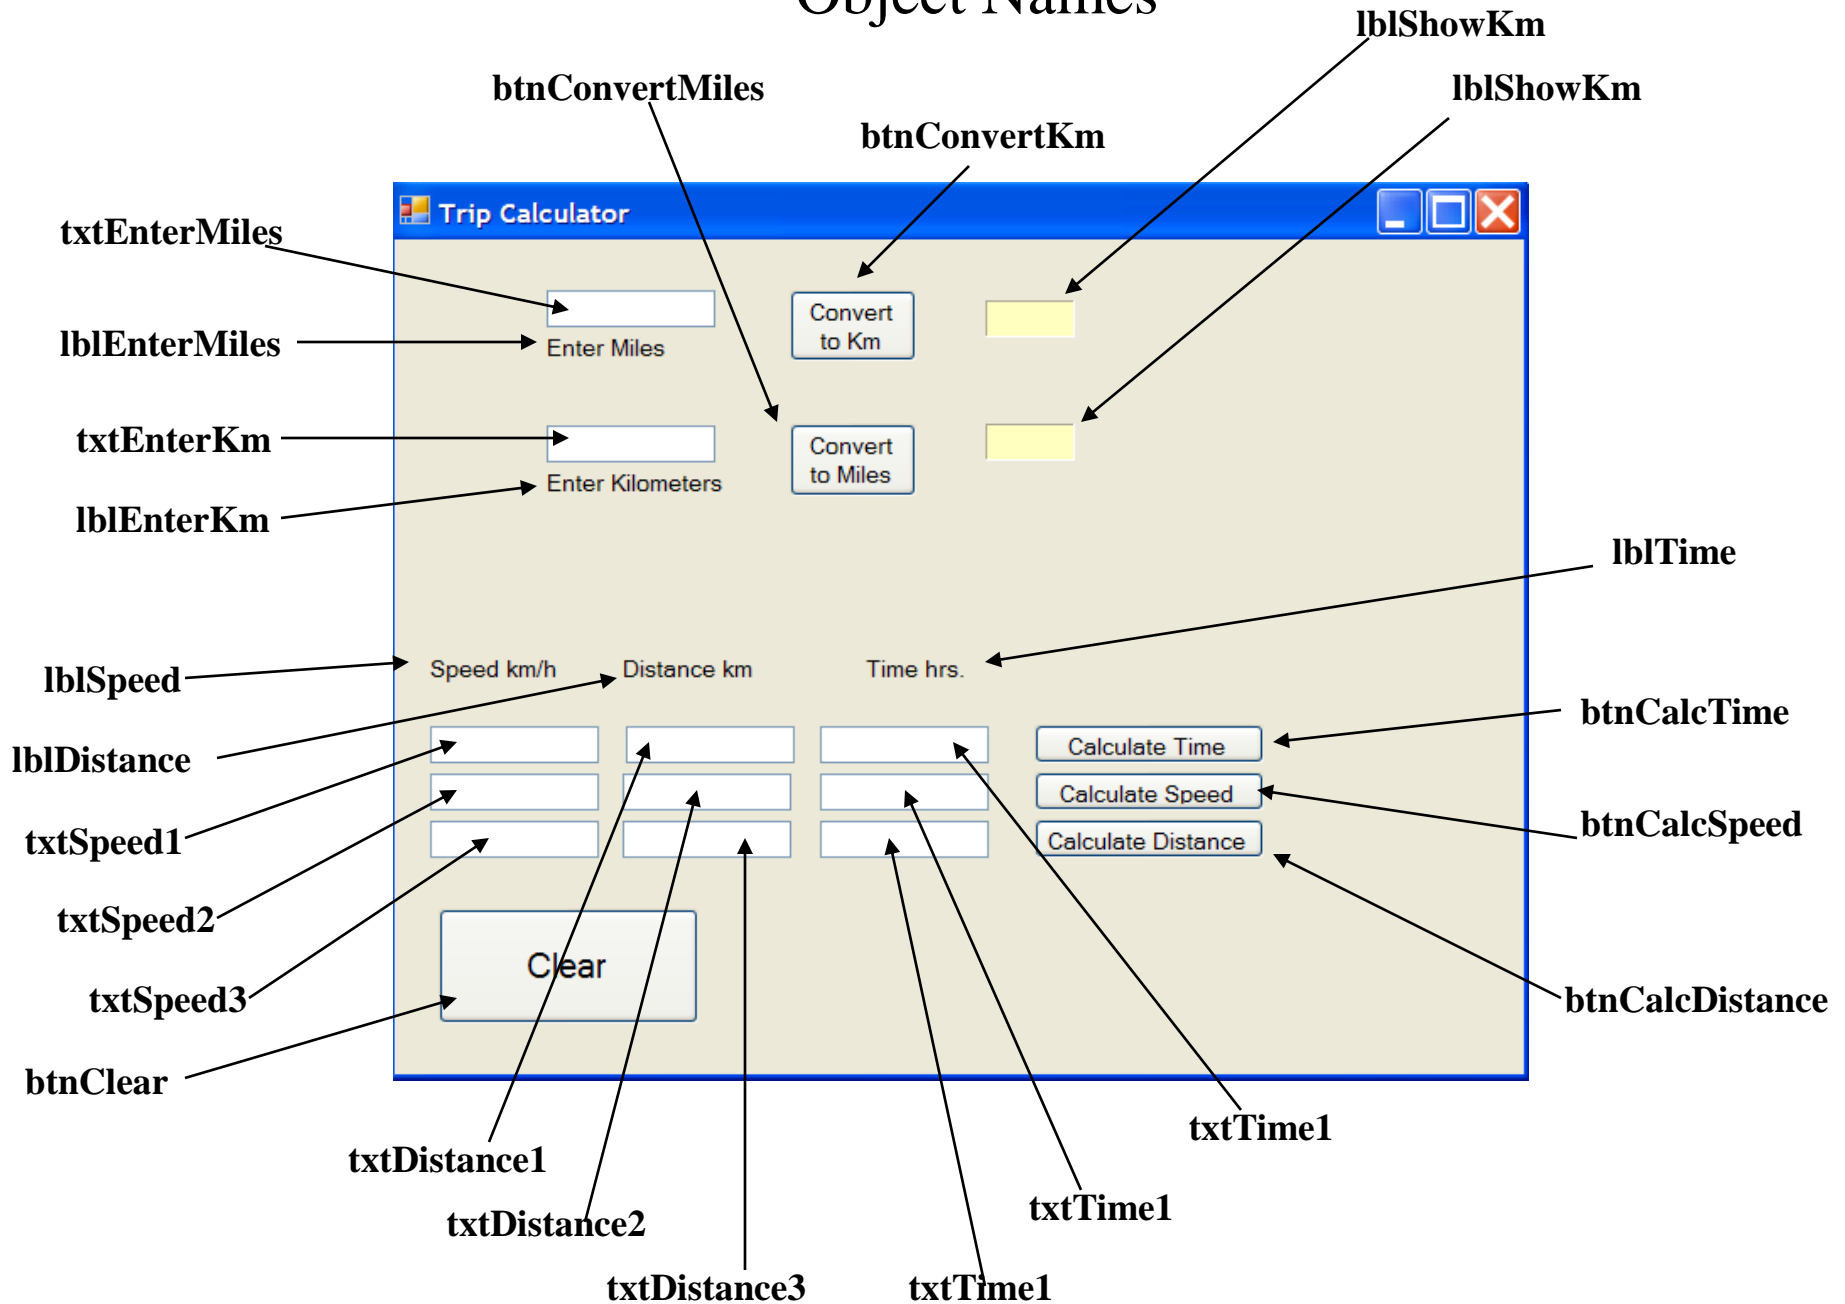 Object Names
lblShowKm
btnConvertMiles
lblShowKm
btnConvertKm
Trip Calculator
txtEnterMiles
Convert
to Km
lblEnterMiles
Enter Miles
txtEnterKm
Convert
to Miles
Enter Kilometers
lblEnterKm
lblTime
lblSpeed
Speed km/h
Distance km
Time hrs.
btnCalcTime
lblDistance
Calculate Time
Calculate Speed
btnCalcSpeed
txtSpeed1
Calculate Distance
txtSpeed2
Clear
txtSpeed3
btnCalcDistance
btnClear
txtTime1
txtDistance1
txtTime1
txtDistance2
txtDistance3
txtTime1